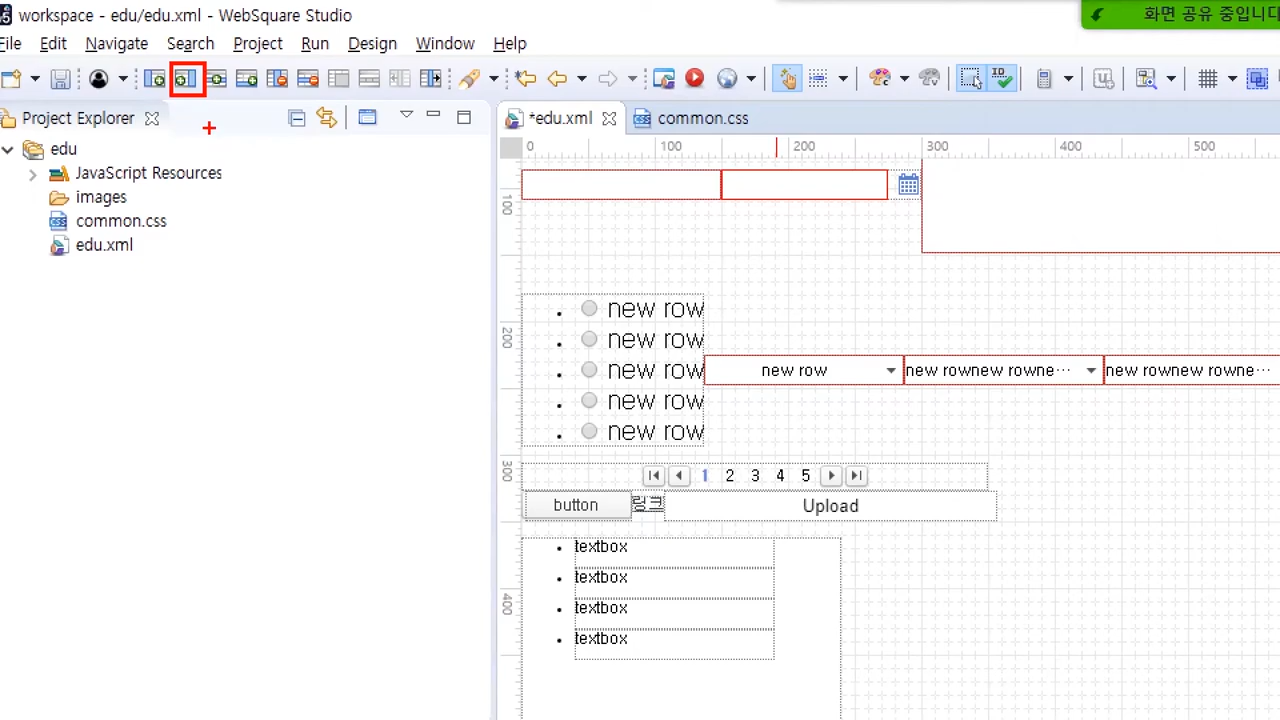 workspace - edu/edu.xml - WebSquare Studio
화면 공유 중입니다
File Edit Navigate Search Project Run Design Window Help
Project Explorer
*edu.xml
common.css
edu
JavaScript Resources
images
common.css
edu.xml
0 100 200 300 400 500
100
200
300
400
new row
new row
new row
new row
new row
new row
new rownew rowne···
new rownew rowne···
1 2 3 4 5
button
링크
Upload
textbox
textbox
textbox
textbox